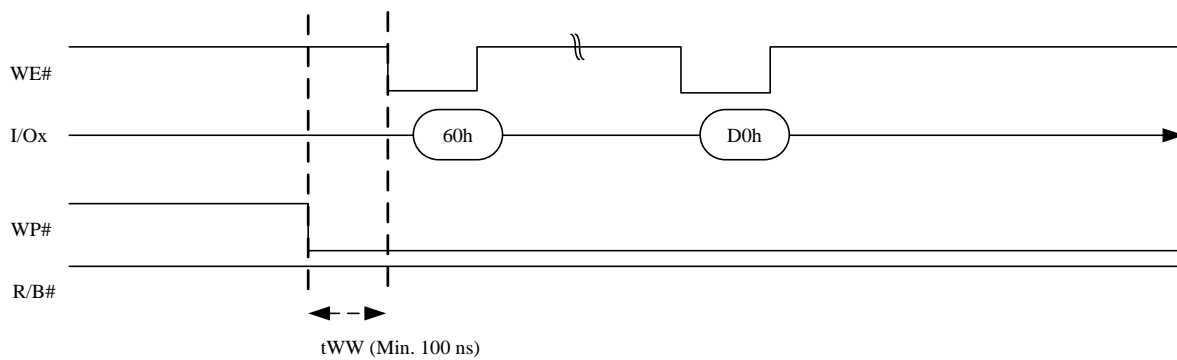 WE#
I/Ox
60h
D0h
WP#
R/B#
tWW (Min. 100 ns)